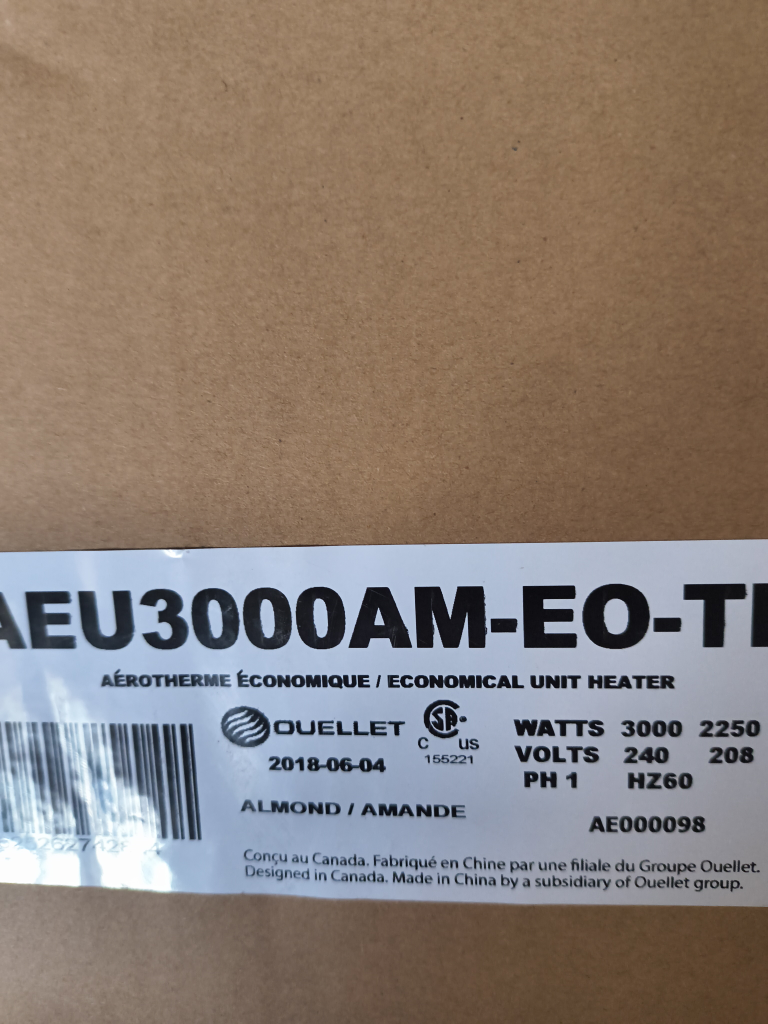 AEU3000AM-EO-T
AÉROTHERME ÉCONOMIQUE / ECONOMICAL UNIT HEATER
OUELLET
2018-06-04
C SA US
155221
ALMOND / AMANDE
WATTS 3000 2250
VOLTS 240 208
PH 1 HZ60
AE000098
Conçu au Canada. Fabriqué en Chine par une filiale du Groupe Ouellet.
Designed in Canada. Made in China by a subsidiary of Ouellet group.